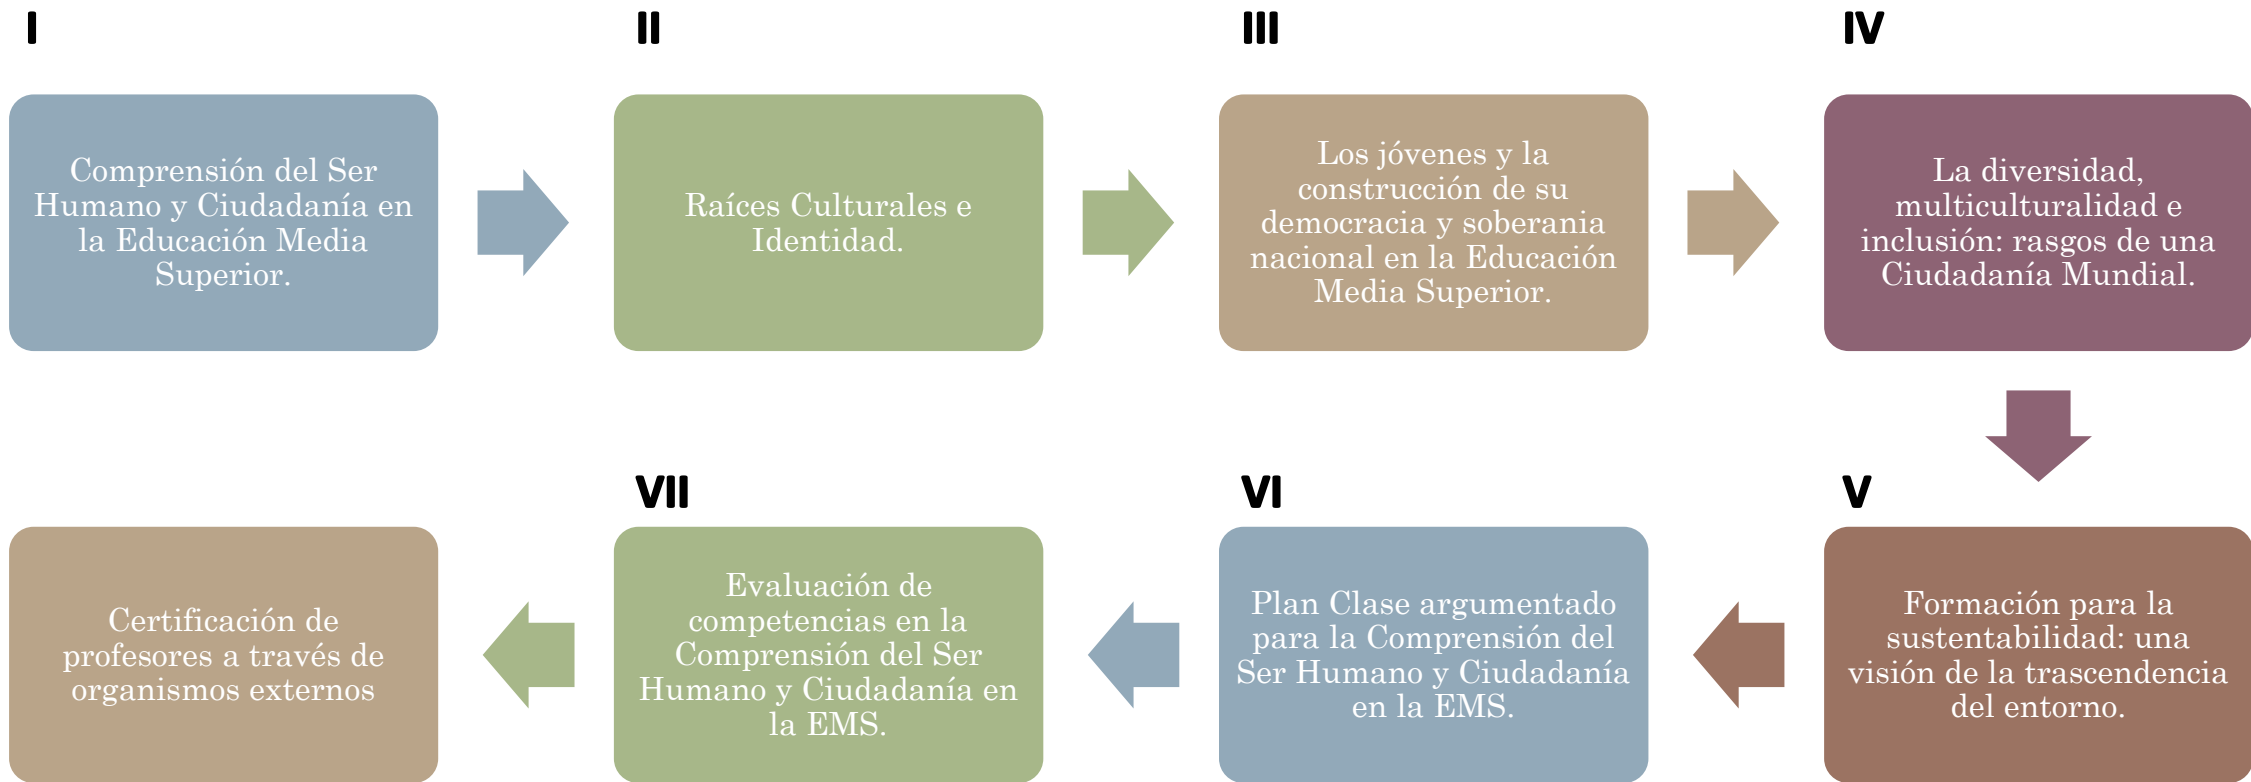 I
Comprensión del Ser
Humano y Ciudadanía en
la Educación Media
Superior.
II
Raíces Culturales e
Identidad.
III
Los jóvenes y la
construcción de su
democracia y soberania
nacional en la Educación
Media Superior.
IV
La diversidad,
multiculturalidad e
inclusión: rasgos de una
Ciudadanía Mundial.
V
Formación para la
sustentabilidad: una
visión de la trascendencia
del entorno.
VI
Plan Clase argumentado
para la Comprensión del
Ser Humano y Ciudadanía
en la EMS.
VII
Evaluación de
competencias en la
Comprensión del Ser
Humano y Ciudadanía en
la EMS.
Certificación de
profesores a través de
organismos externos